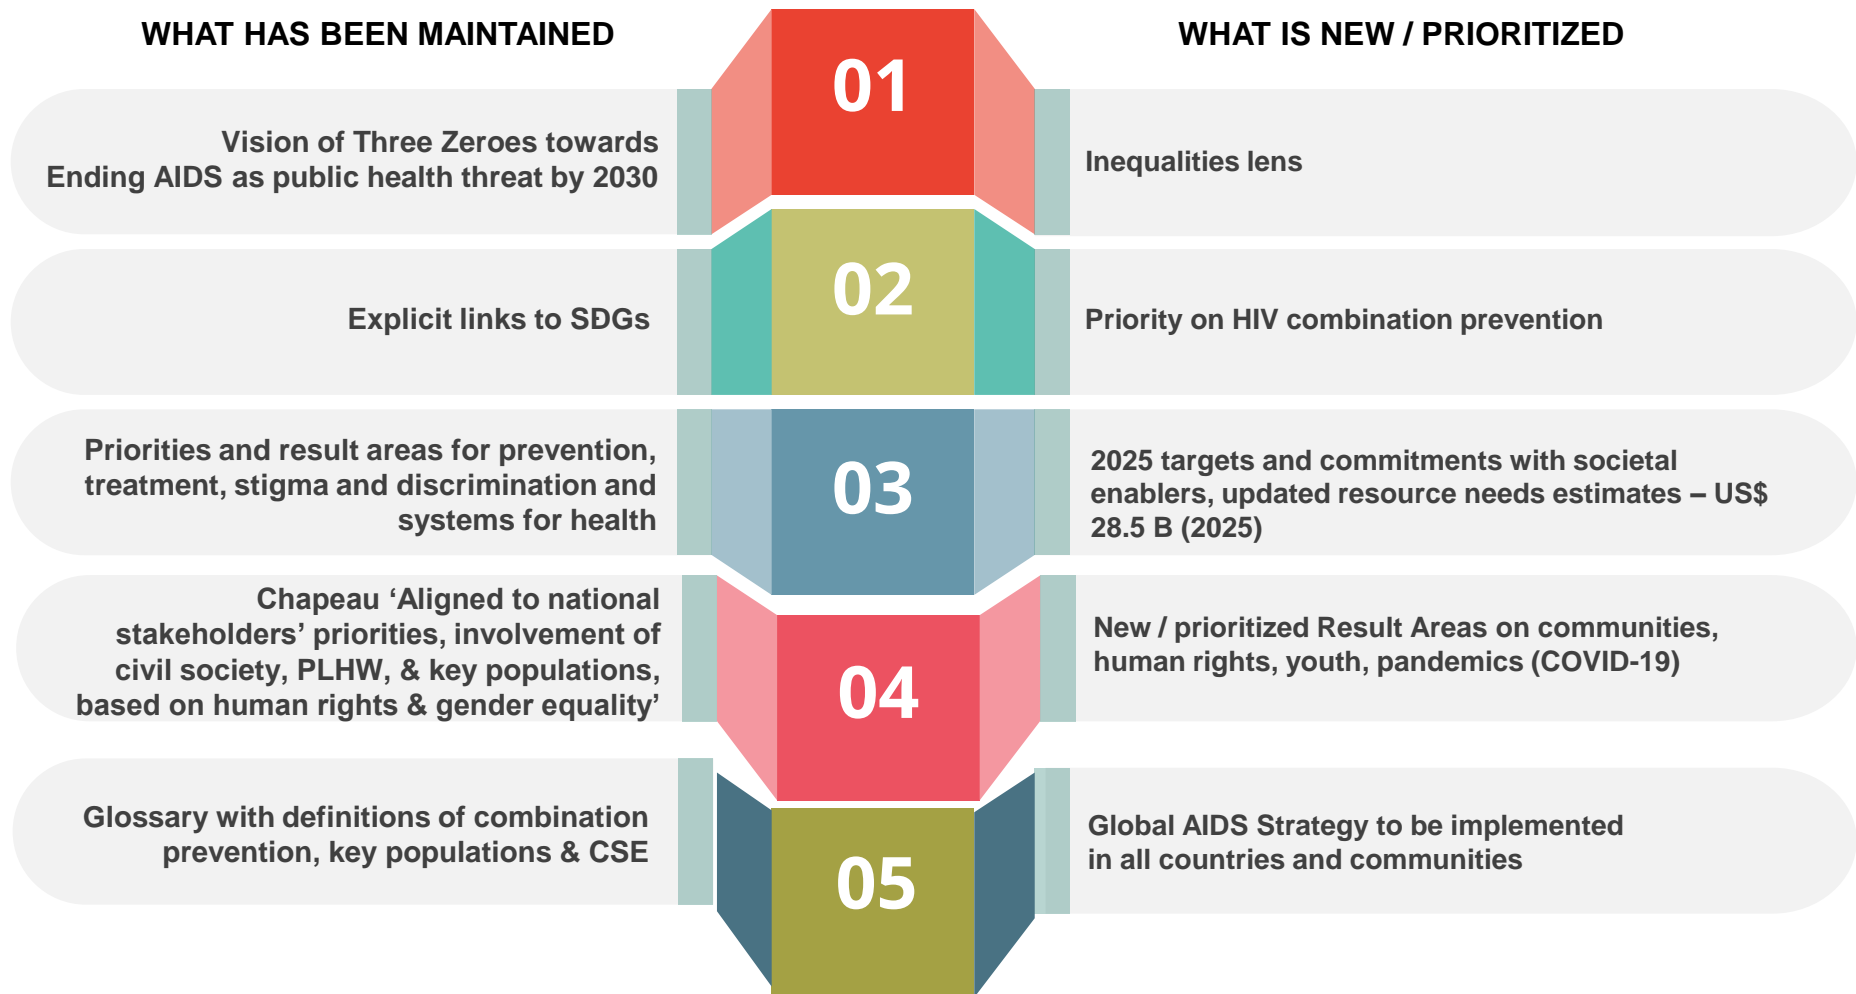 WHAT HAS BEEN MAINTAINED
WHAT IS NEW / PRIORITIZED
01
Vision of Three Zeroes towards
Ending AIDS as public health threat by 2030
Inequalities lens
02
Explicit links to SDGs
Priority on HIV combination prevention
03
Priorities and result areas for prevention,
treatment, stigma and discrimination and
systems for health
2025 targets and commitments with societal
enablers, updated resource needs estimates – US$
28.5 B (2025)
04
Chapeau ‘Aligned to national
stakeholders’ priorities, involvement of
civil society, PLHW, & key populations,
based on human rights & gender equality’
New / prioritized Result Areas on communities,
human rights, youth, pandemics (COVID-19)
05
Glossary with definitions of combination
prevention, key populations & CSE
Global AIDS Strategy to be implemented
in all countries and communities